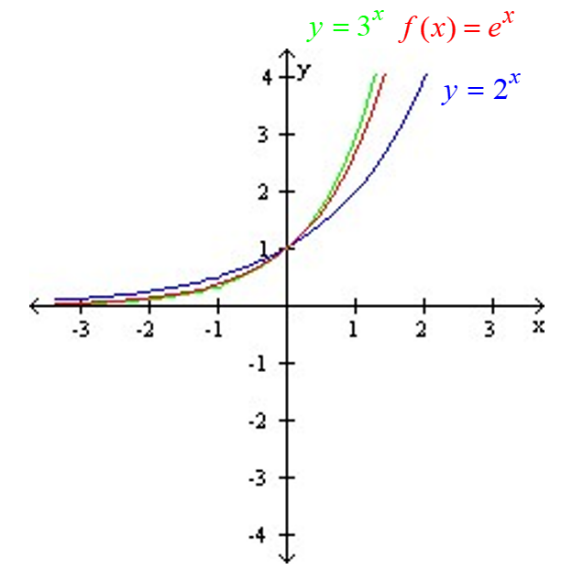 y = 3^x f(x) = e^x
y = 2^x
y
4
3
2
1
-3 -2 -1 1 2 3 x
-1
-2
-3
-4